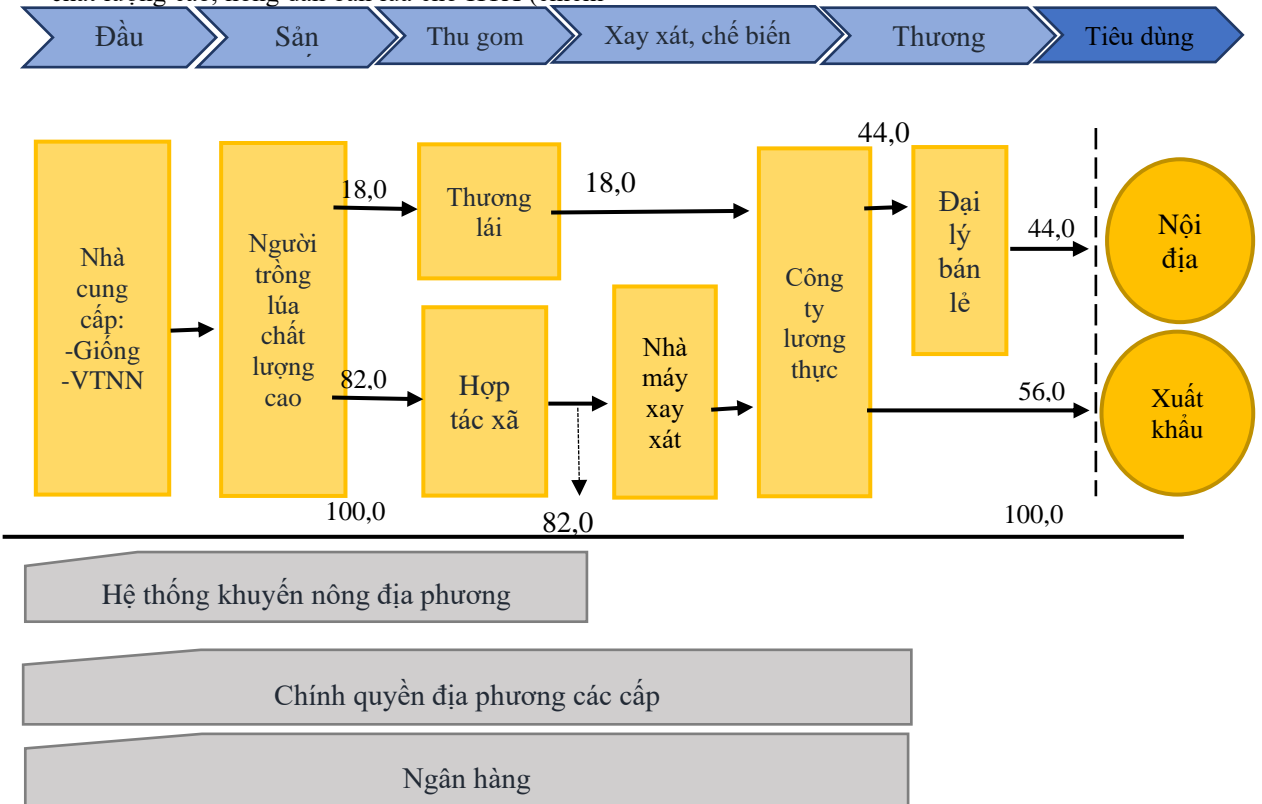 Đầu
Sản
Thu gom
Xay xát, chế biến
Thương
Tiêu dùng
44,0
18,0
Thương
lái
18,0
Đại
lý
bán
lẻ
44,0
Nội
địa
Nhà
cung
cấp:
-Giống
-VTNN
Người
trồng
lúa
chất
lượng
cao
82,0
Hợp
tác xã
Nhà
máy
xay
xát
Công
ty
lương
thực
56,0
Xuất
khẩu
100,0
82,0
100,0
Hệ thống khuyến nông địa phương
Chính quyền địa phương các cấp
Ngân hàng